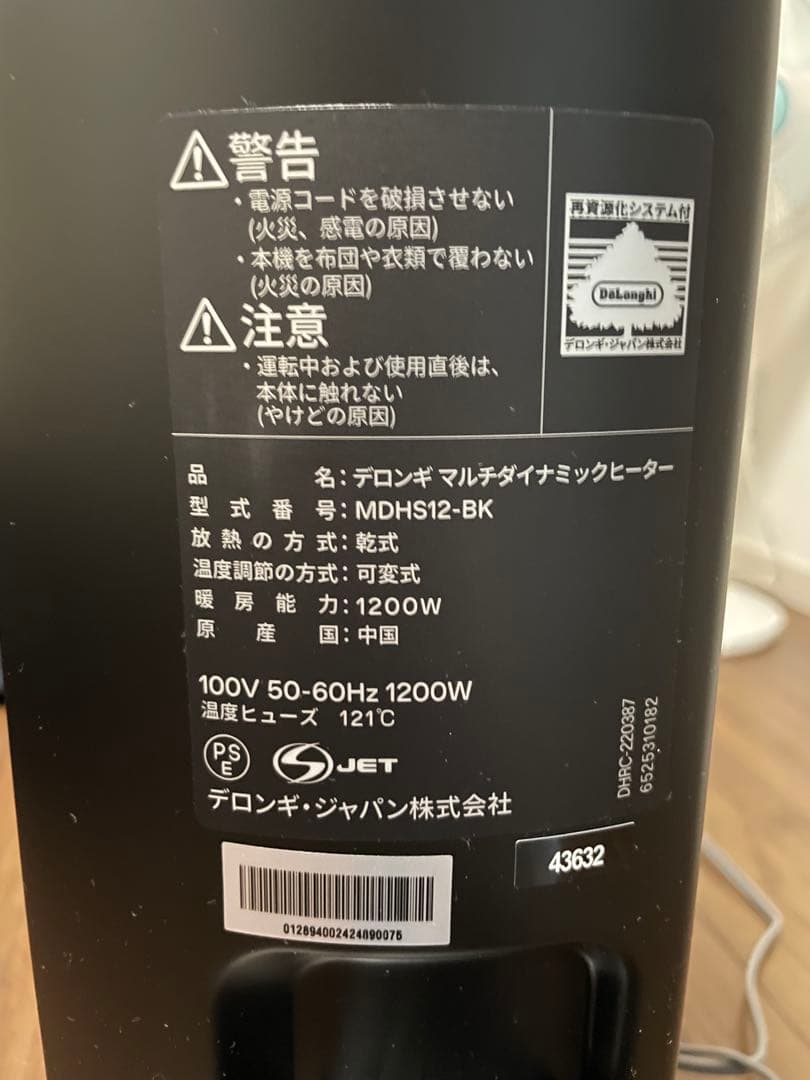 警告
・電源コードを破損させない
(火災、感電の原因)
・本機を布団や衣類で覆わない
(火災の原因)
注意
・運転中および使用直後は、
本体に触れない
(やけどの原因)
再資源化システム付
DeLonghi
デロンギ・ジャパン株式会社
品名：デロンギ マルチダイナミックヒーター
型式番号：MDHS12-BK
放熱の方式：乾式
温度調節の方式：可変式
暖房能力：1200W
原産国：中国
100V 50-60Hz 1200W
温度ヒューズ 121℃
PSE
S JET
デロンギ・ジャパン株式会社
DHRC-220387
6525310182
43632
012894002424890075